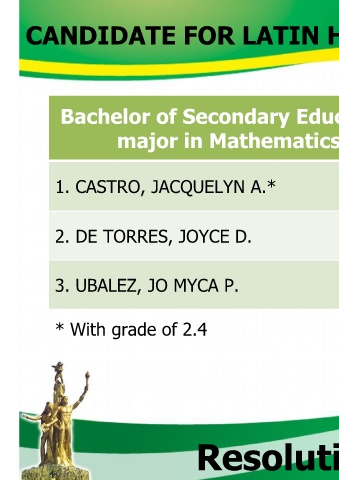 CANDIDATE FOR LATIN H
Bachelor of Secondary Educ
major in Mathematics
1. CASTRO, JACQUELYN A.*
2. DE TORRES, JOYCE D.
3. UBALEZ, JO MYCA P.
* With grade of 2.4
Resoluti